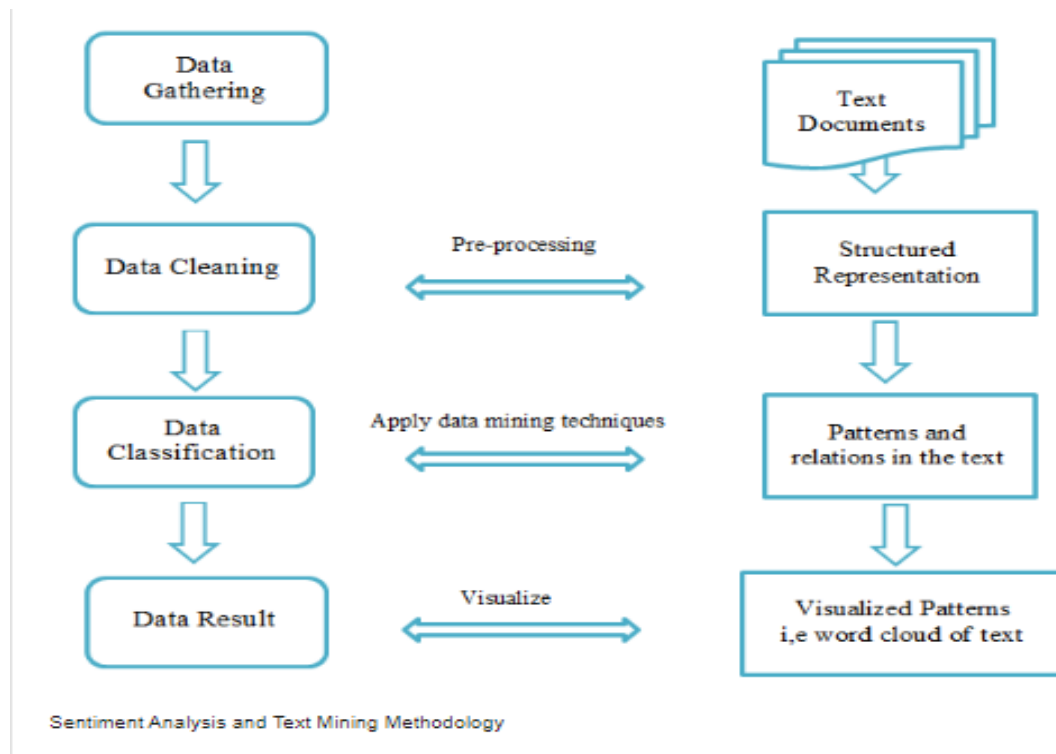 Data
Gathering
Text
Documents
Data Cleaning
Pre-processing
Structured
Representation
Data
Classification
Apply data mining techniques
Patterns and
relations in the text
Data Result
Visualize
Visualized Patterns
i,e word cloud of text
Sentiment Analysis and Text Mining Methodology